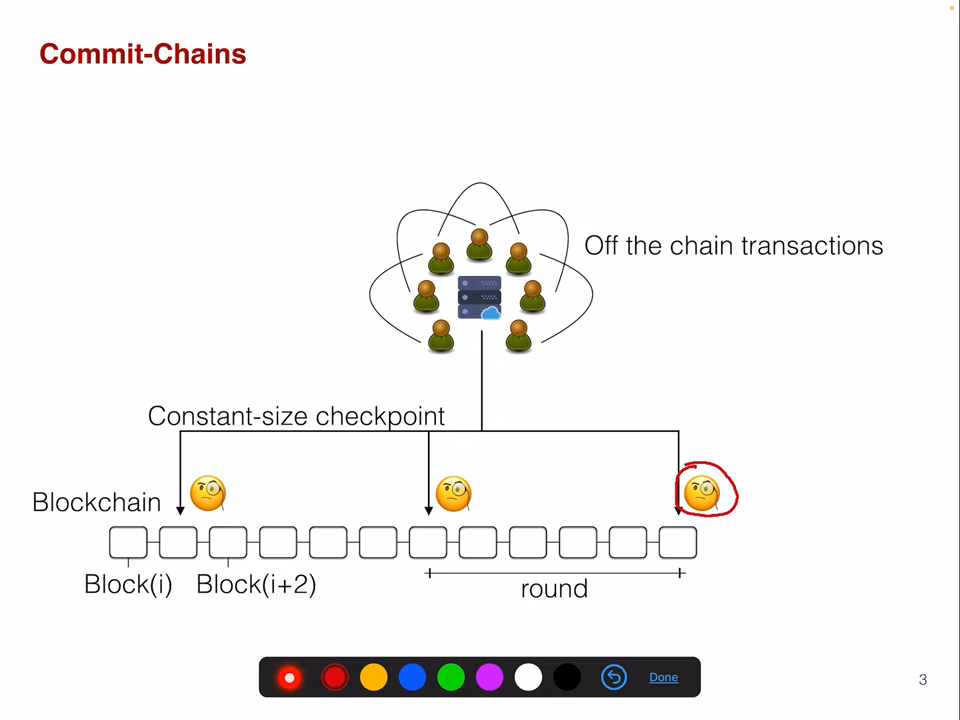 Commit-Chains
Off the chain transactions
Constant-size checkpoint
Blockchain
Block(i) Block(i+2)
round
Done
3